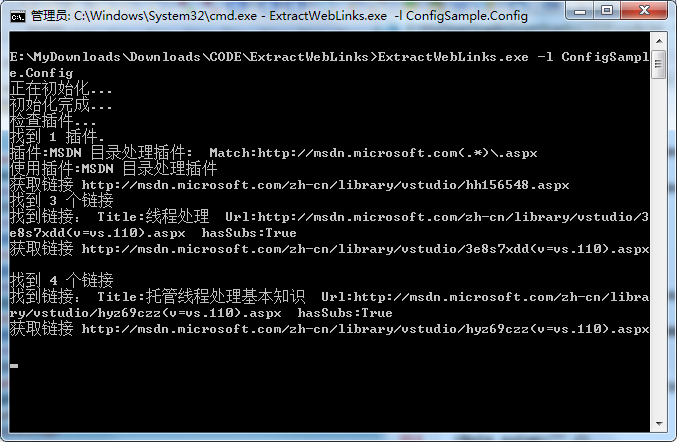 管理员: C:\Windows\System32\cmd.exe - ExtractWebLinks.exe -l ConfigSample.Config
E:\MyDownloads\Downloads\CODE\ExtractWebLinks>ExtractWebLinks.exe -l ConfigSampl
e.Config
正在初始化...
初始化完成...
检查插件...
找到 1 插件.
插件:MSDN 目录处理插件:  Match:http://msdn.microsoft.com(.*)\.aspx
使用插件:MSDN 目录处理插件
获取链接 http://msdn.microsoft.com/zh-cn/library/vstudio/hh156548.aspx
找到 3 个链接
找到链接: Title:线程处理  Url:http://msdn.microsoft.com/zh-cn/library/vstudio/3
e8s7xdd(v=vs.110).aspx  hasSubs:True
获取链接 http://msdn.microsoft.com/zh-cn/library/vstudio/3e8s7xdd(v=vs.110).aspx
找到 4 个链接
找到链接: Title:托管线程处理基本知识  Url:http://msdn.microsoft.com/zh-cn/libra
ry/vstudio/hyz69czz(v=vs.110).aspx  hasSubs:True
获取链接 http://msdn.microsoft.com/zh-cn/library/vstudio/hyz69czz(v=vs.110).aspx